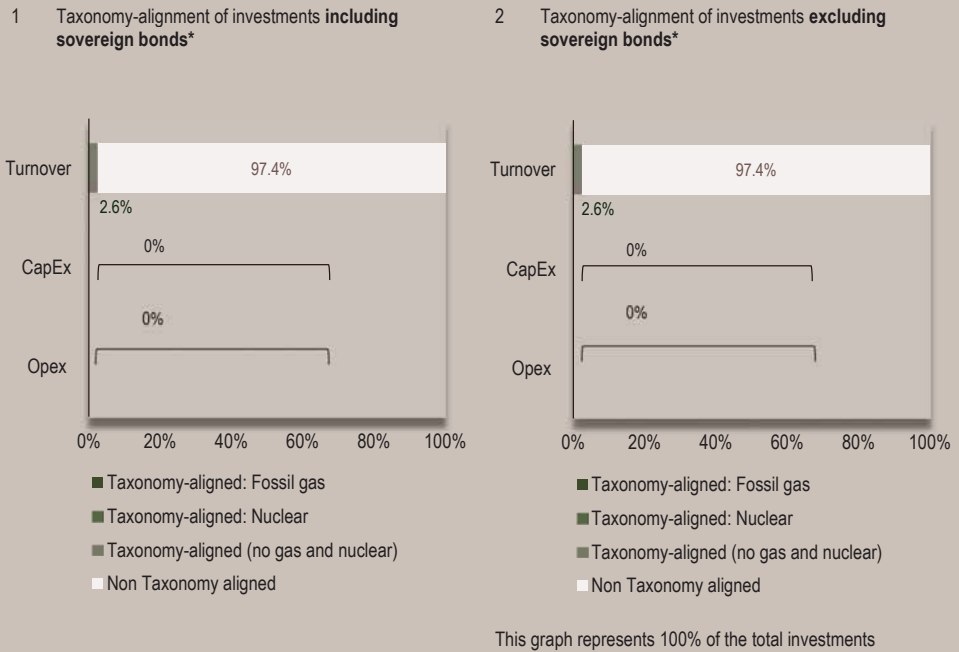 1 Taxonomy-alignment of investments including
sovereign bonds*
Turnover
97.4%
2.6%
0%
CapEx
0%
Opex
0% 20% 40% 60% 80% 100%
Taxonomy-aligned: Fossil gas
Taxonomy-aligned: Nuclear
Taxonomy-aligned (no gas and nuclear)
Non Taxonomy aligned
2 Taxonomy-alignment of investments excluding
sovereign bonds*
Turnover
97.4%
2.6%
0%
CapEx
0%
Opex
0% 20% 40% 60% 80% 100%
Taxonomy-aligned: Fossil gas
Taxonomy-aligned: Nuclear
Taxonomy-aligned (no gas and nuclear)
Non Taxonomy aligned
This graph represents 100% of the total investments